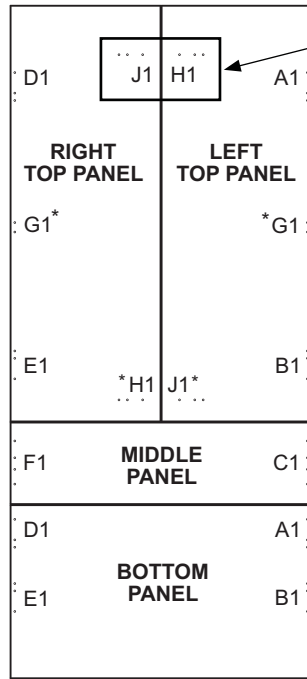 D1 J1 H1 A1
RIGHT LEFT
TOP PANEL TOP PANEL
G1* *G1
E1 B1
*H1 J1*
F1 MIDDLE C1
PANEL
D1 A1
BOTTOM
E1 PANEL B1